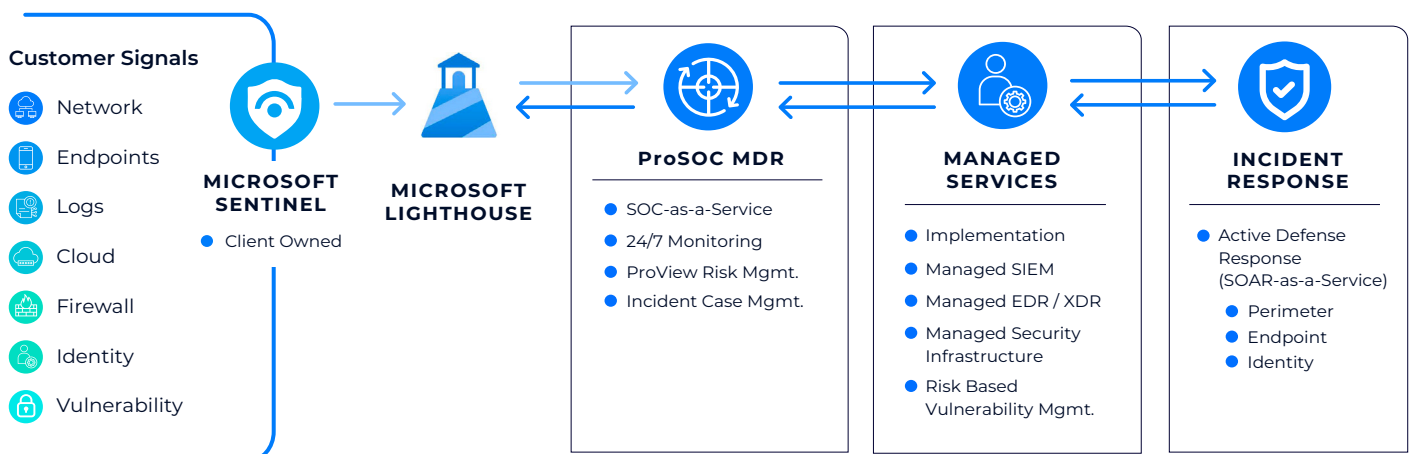 Customer Signals
Network
Endpoints
Logs
Cloud
Firewall
Identity
Vulnerability
MICROSOFT
SENTINEL
Client Owned
MICROSOFT
LIGHTHOUSE
ProSOC MDR
SOC-as-a-Service
24/7 Monitoring
ProView Risk Mgmt.
Incident Case Mgmt.
MANAGED
SERVICES
Implementation
Managed SIEM
Managed EDR / XDR
Managed Security
Infrastructure
Risk Based
Vulnerability Mgmt.
INCIDENT
RESPONSE
Active Defense
Response
(SOAR-as-a-Service)
Perimeter
Endpoint
Identity